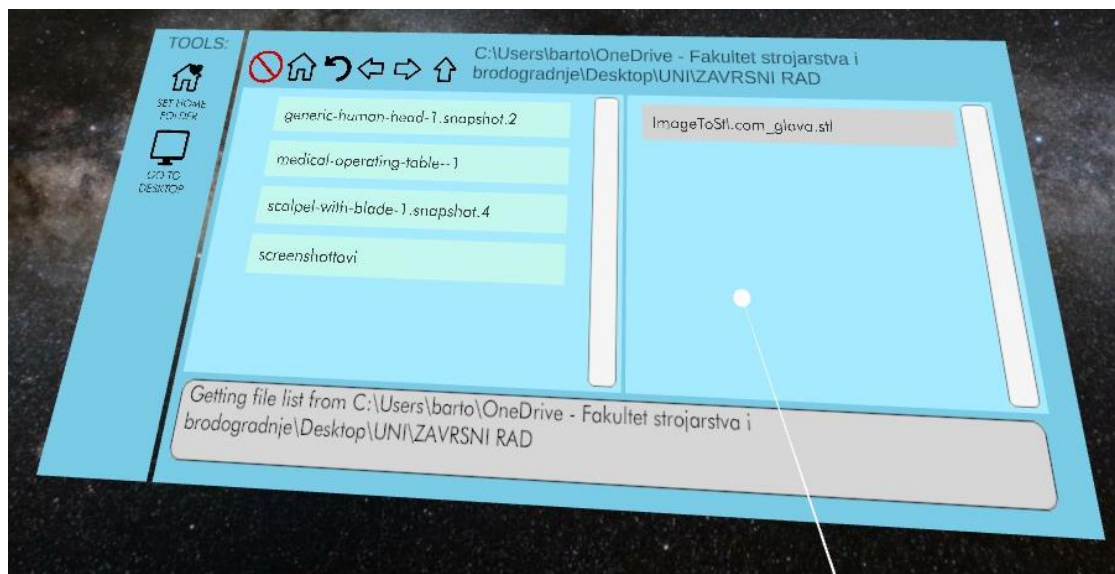 TOOLS:
SET HOME
FOLDER
GO TO
DESKTOP
C:\Users\barto\OneDrive - Fakultet strojarstva i
brodogradnje\Desktop\UNI\ZAVRSNI RAD
generic-human-head-1.snapshot.2
medical-operating-table--1
scalpel-with-blade-1.snapshot.4
screenshottavi
ImageToStl.com_glava.stl
Getting file list from C:\Users\barto\OneDrive - Fakultet strojarstva i
brodogradnje\Desktop\UNI\ZAVRSNI RAD